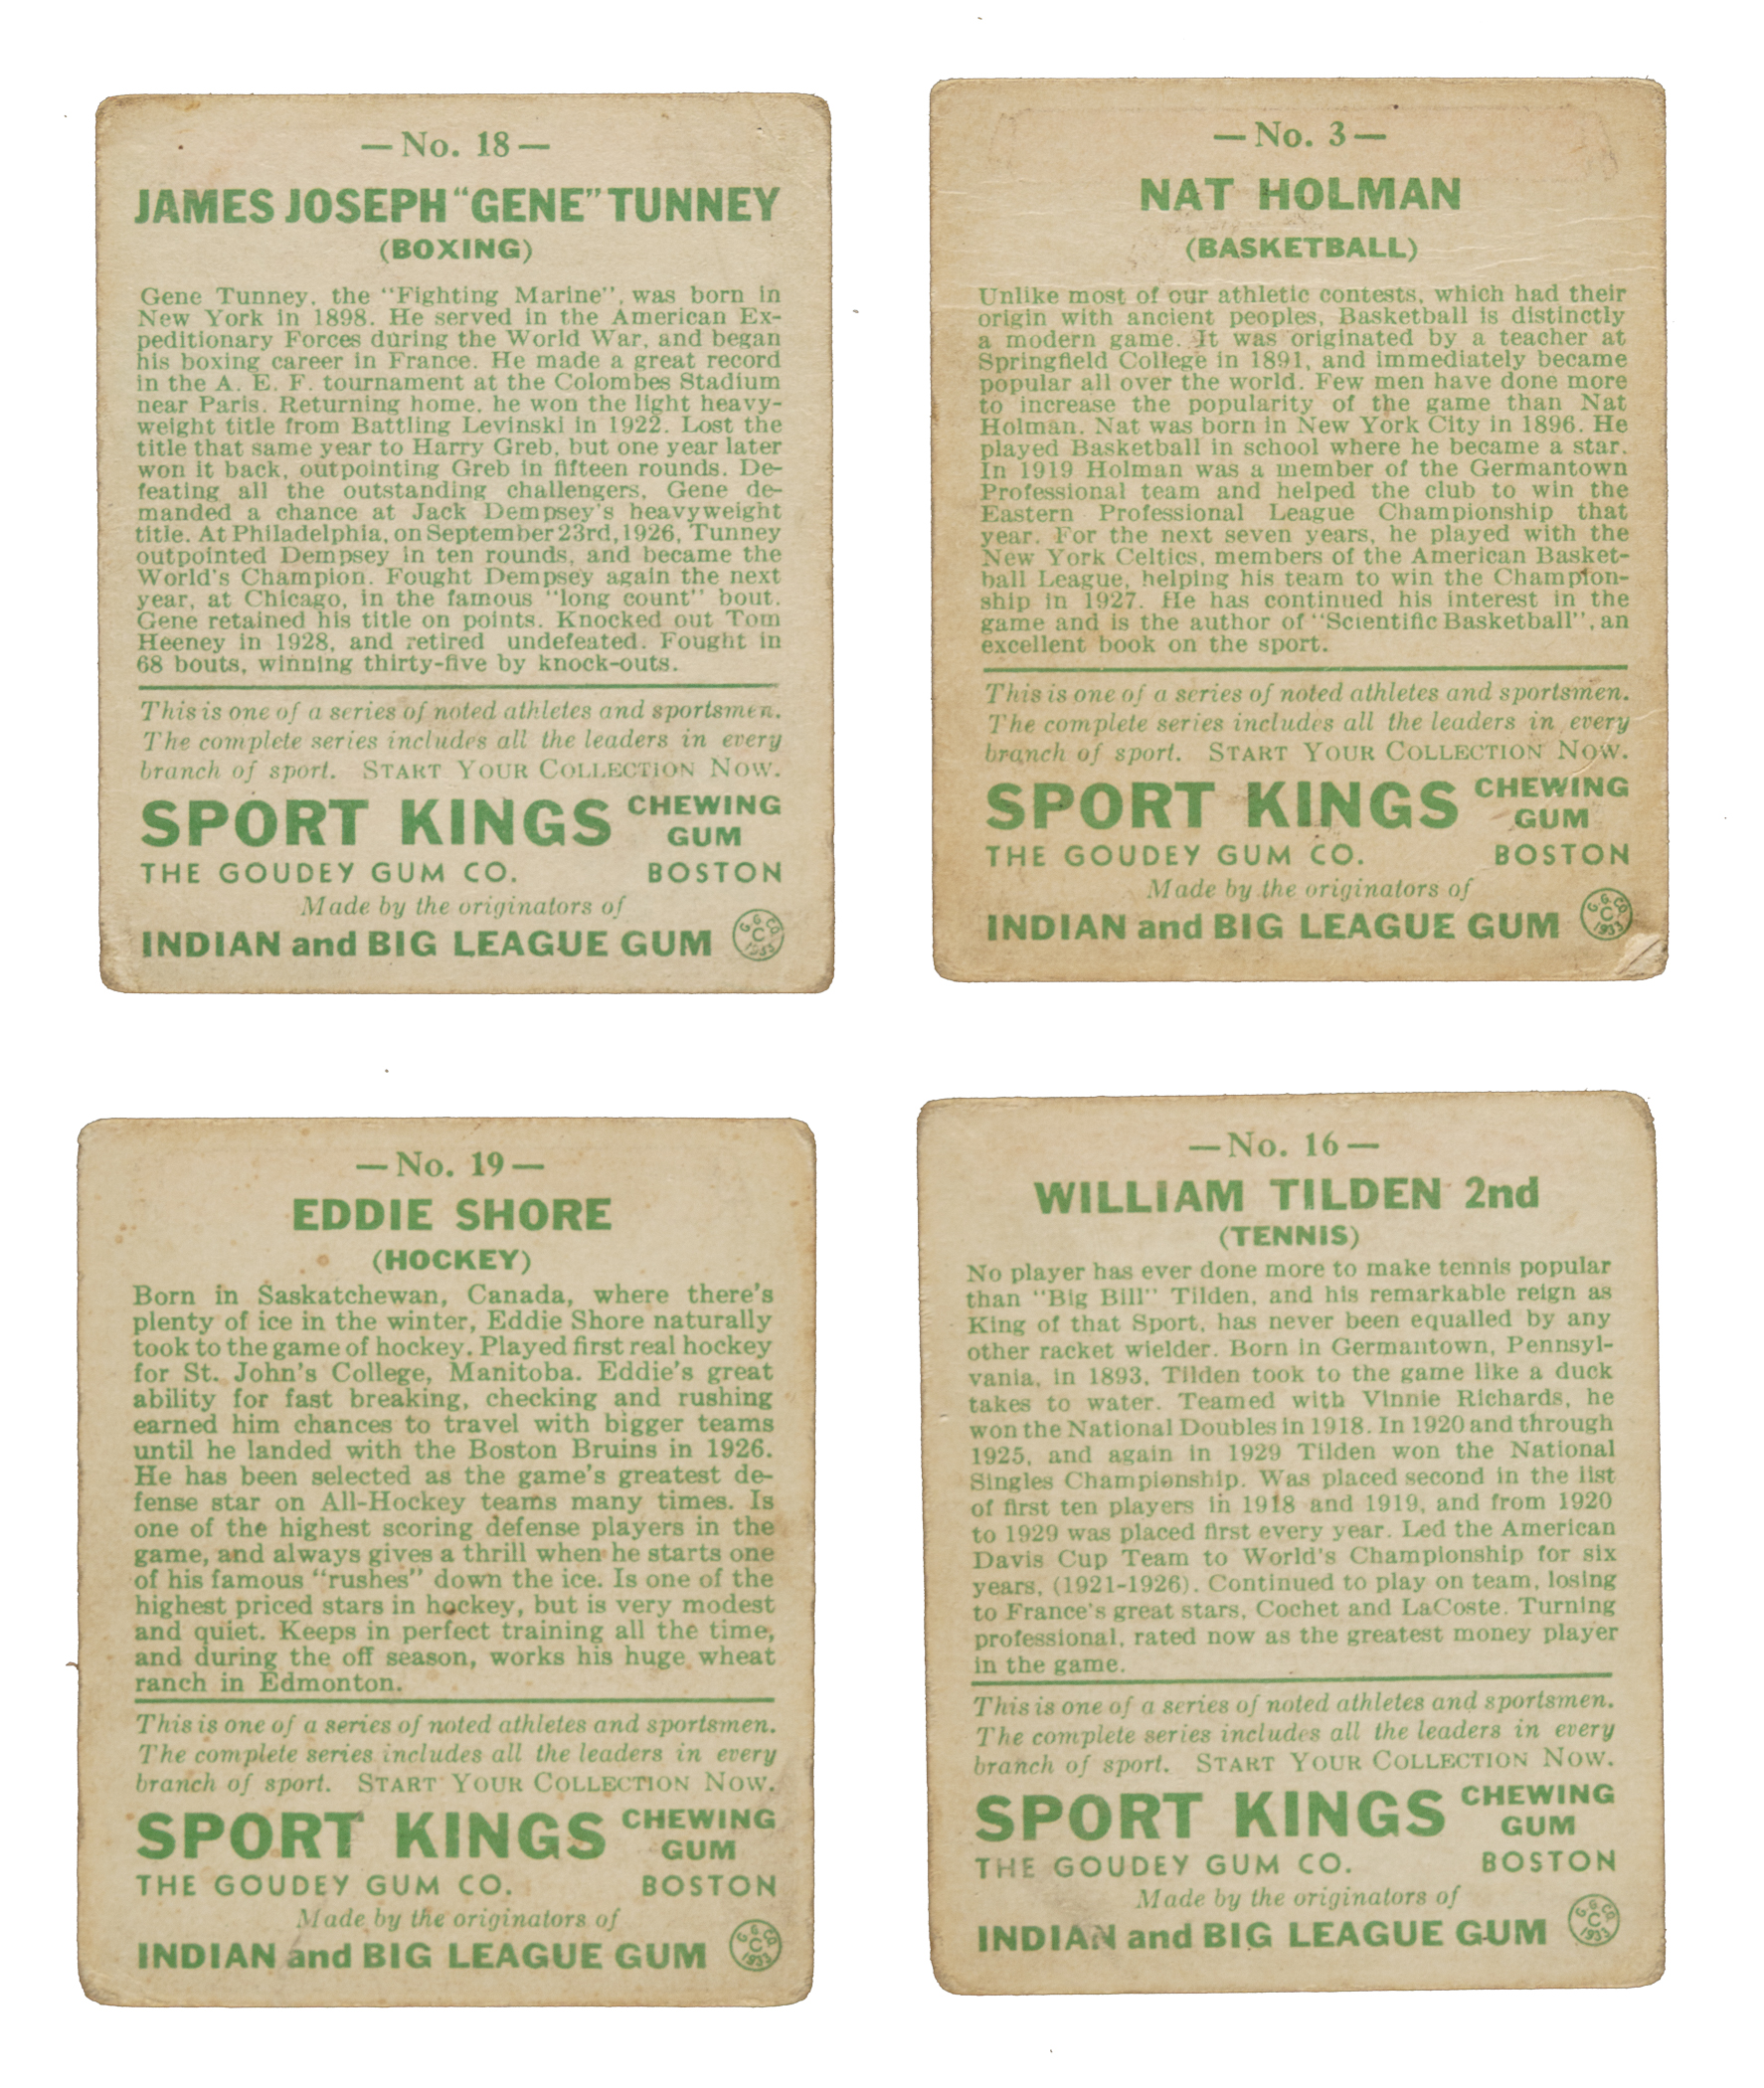 — No. 18 —
JAMES JOSEPH “GENE” TUNNEY
(BOXING)
Gene Tunney, the “Fighting Marine”, was born in
New York in 1898. He served in the American Ex-
peditionary Forces during the World War, and began
his boxing career in France. He made a great record
in the A. E. F. tournament at the Colombes Stadium
near Paris. Returning home, he won the light heavy-
weight title from Battling Levinski in 1922. Lost the
title that same year to Harry Greb, but one year later
won it back, outpointing Greb in fifteen rounds. De-
feating all the outstanding challengers, Gene de-
manded a chance at Jack Dempsey's heavyweight
title. At Philadelphia, on September 23rd, 1926, Tunney
outpointed Dempsey in ten rounds, and became the
World's Champion. Fought Dempsey again the next
year, at Chicago, in the famous “long count” bout.
Gene retained his title on points. Knocked out Tom
Heeney in 1928, and retired undefeated. Fought in
68 bouts, winning thirty-five by knock-outs.
This is one of a series of noted athletes and sportsmen.
The complete series includes all the leaders in every
branch of sport. START YOUR COLLECTION NOW.
SPORT KINGS CHEWING GUM
THE GOUDEY GUM CO. BOSTON
Made by the originators of
INDIAN and BIG LEAGUE GUM
G. G. CO. C 1933
— No. 3 —
NAT HOLMAN
(BASKETBALL)
Unlike most of our athletic contests, which had their
origin with ancient peoples, Basketball is distinctly
a modern game. It was originated by a teacher at
Springfield College in 1891, and immediately became
popular all over the world. Few men have done more
to increase the popularity of the game than Nat
Holman. Nat was born in New York City in 1896. He
played Basketball in school where he became a star.
In 1919 Holman was a member of the Germantown
Professional team and helped the club to win the
Eastern Professional League Championship that
year. For the next seven years, he played with the
New York Celtics, members of the American Basket-
ball League, helping his team to win the Champion-
ship in 1927. He has continued his interest in the
game and is the author of “Scientific Basketball”, an
excellent book on the sport.
This is one of a series of noted athletes and sportsmen.
The complete series includes all the leaders in every
branch of sport. START YOUR COLLECTION NOW.
SPORT KINGS CHEWING GUM
THE GOUDEY GUM CO. BOSTON
Made by the originators of
INDIAN and BIG LEAGUE GUM
G. G. CO. C 1933
— No. 19 —
EDDIE SHORE
(HOCKEY)
Born in Saskatchewan, Canada, where there's
plenty of ice in the winter, Eddie Shore naturally
took to the game of hockey. Played first real hockey
for St. John's College, Manitoba. Eddie's great
ability for fast breaking, checking and rushing
earned him chances to travel with bigger teams
until he landed with the Boston Bruins in 1926.
He has been selected as the game's greatest de-
fense star on All-Hockey teams many times. Is
one of the highest scoring defense players in the
game, and always gives a thrill when he starts one
of his famous “rushes” down the ice. Is one of the
highest priced stars in hockey, but is very modest
and quiet. Keeps in perfect training all the time,
and during the off season, works his huge wheat
ranch in Edmonton.
This is one of a series of noted athletes and sportsmen.
The complete series includes all the leaders in every
branch of sport. START YOUR COLLECTION NOW.
SPORT KINGS CHEWING GUM
THE GOUDEY GUM CO. BOSTON
Made by the originators of
INDIAN and BIG LEAGUE GUM
G. G. CO. C 1933
— No. 16 —
WILLIAM TILDEN 2nd
(TENNIS)
No player has ever done more to make tennis popular
than “Big Bill” Tilden, and his remarkable reign as
King of that Sport, has never been equalled by any
other racket wielder. Born in Germantown, Pennsyl-
vania, in 1893, Tilden took to the game like a duck
takes to water. Teamed with Vinnie Richards, he
won the National Doubles in 1918. In 1920 and through
1925, and again in 1929 Tilden won the National
Singles Championship. Was placed second in the list
of first ten players in 1918 and 1919, and from 1920
to 1929 was placed first every year. Led the American
Davis Cup Team to World's Championship for six
years, (1921-1926). Continued to play on team, losing
to France's great stars, Cochet and LaCoste. Turning
professional, rated now as the greatest money player
in the game.
This is one of a series of noted athletes and sportsmen.
The complete series includes all the leaders in every
branch of sport. START YOUR COLLECTION NOW.
SPORT KINGS CHEWING GUM
THE GOUDEY GUM CO. BOSTON
Made by the originators of
INDIAN and BIG LEAGUE GUM
G. G. CO. C 1933